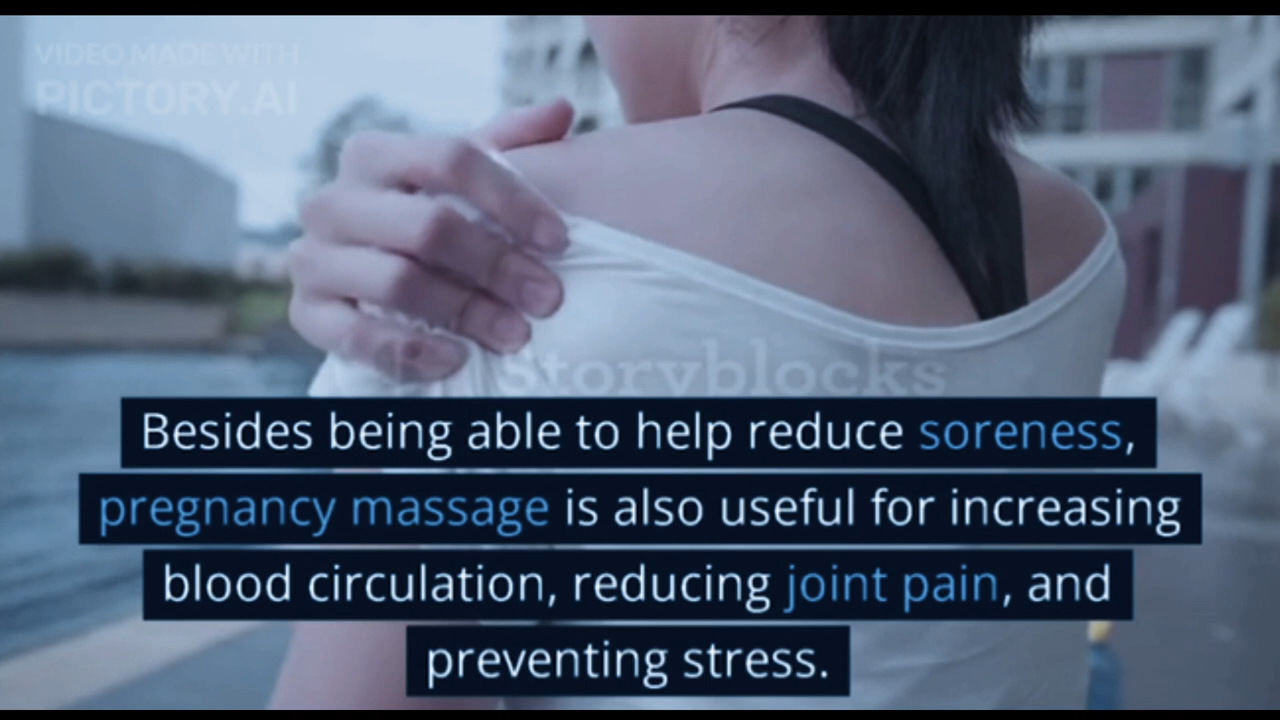 VIDEO MADE WITH
PICTORY.AI
Storyblocks
Besides being able to help reduce soreness,
pregnancy massage is also useful for increasing
blood circulation, reducing joint pain, and
preventing stress.